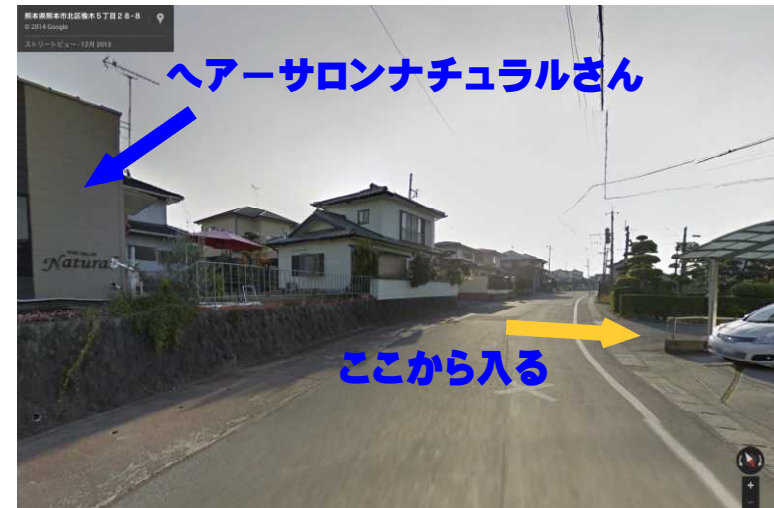 熊本県熊本市北区楡木５丁目２８−８
© 2014 Google
ストリートビュー - 12月 2013
ヘアーサロンナチュラルさん
Natural
ここから入る